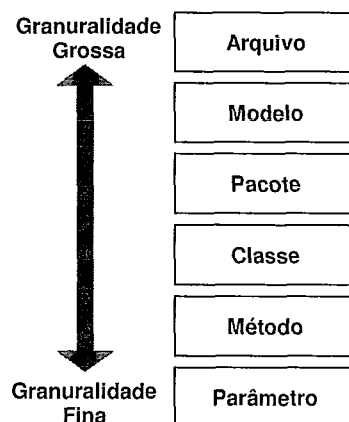 Granuralidade
Grossa
Arquivo
Modelo
Pacote
Classe
Método
Granuralidade
Fina
Parâmetro